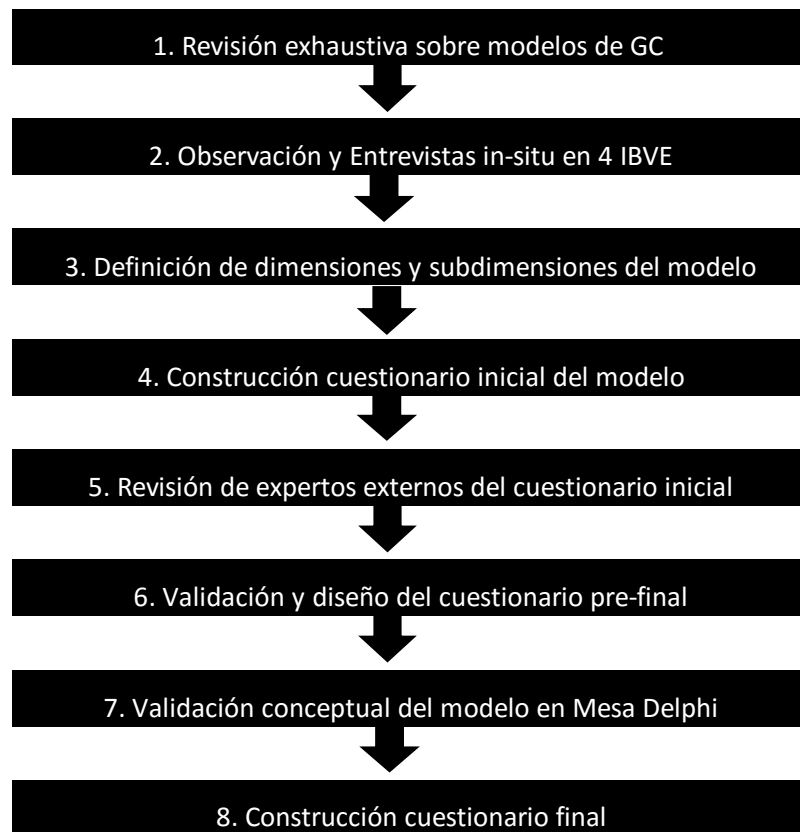 1. Revisión exhaustiva sobre modelos de GC
2. Observación y Entrevistas in-situ en 4 IBVE
3. Definición de dimensiones y subdimensiones del modelo
4. Construcción cuestionario inicial del modelo
5. Revisión de expertos externos del cuestionario inicial
6. Validación y diseño del cuestionario pre-final
7. Validación conceptual del modelo en Mesa Delphi
8. Construcción cuestionario final